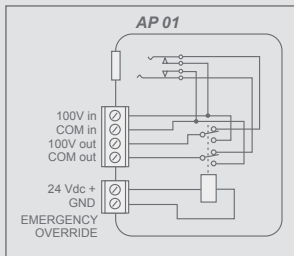 AP 01
100V in
COM in
100V out
COM out
24 Vdc +
GND
EMERGENCY
OVERRIDE